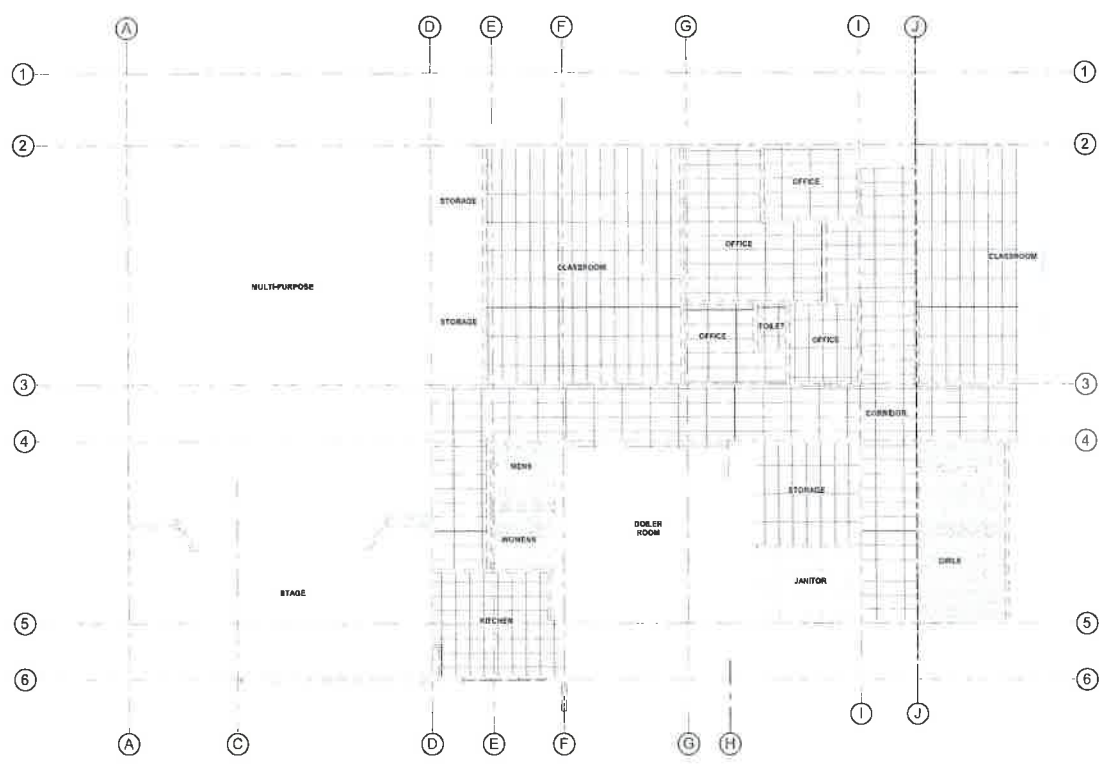 A D E F G I J
1 1
2 2
OFFICE
STORAGE
OFFICE
CLASSROOM
CLASSROOM
MULTI-PURPOSE
STORAGE
TOILET
OFFICE
OFFICE
3 3
CORRIDOR
4 4
MENS
STORAGE
BOILER
ROOM
WOMENS
GIRLS
JANITOR
STAGE
KITCHEN
5 5
6 6
I J
A C D E F G H